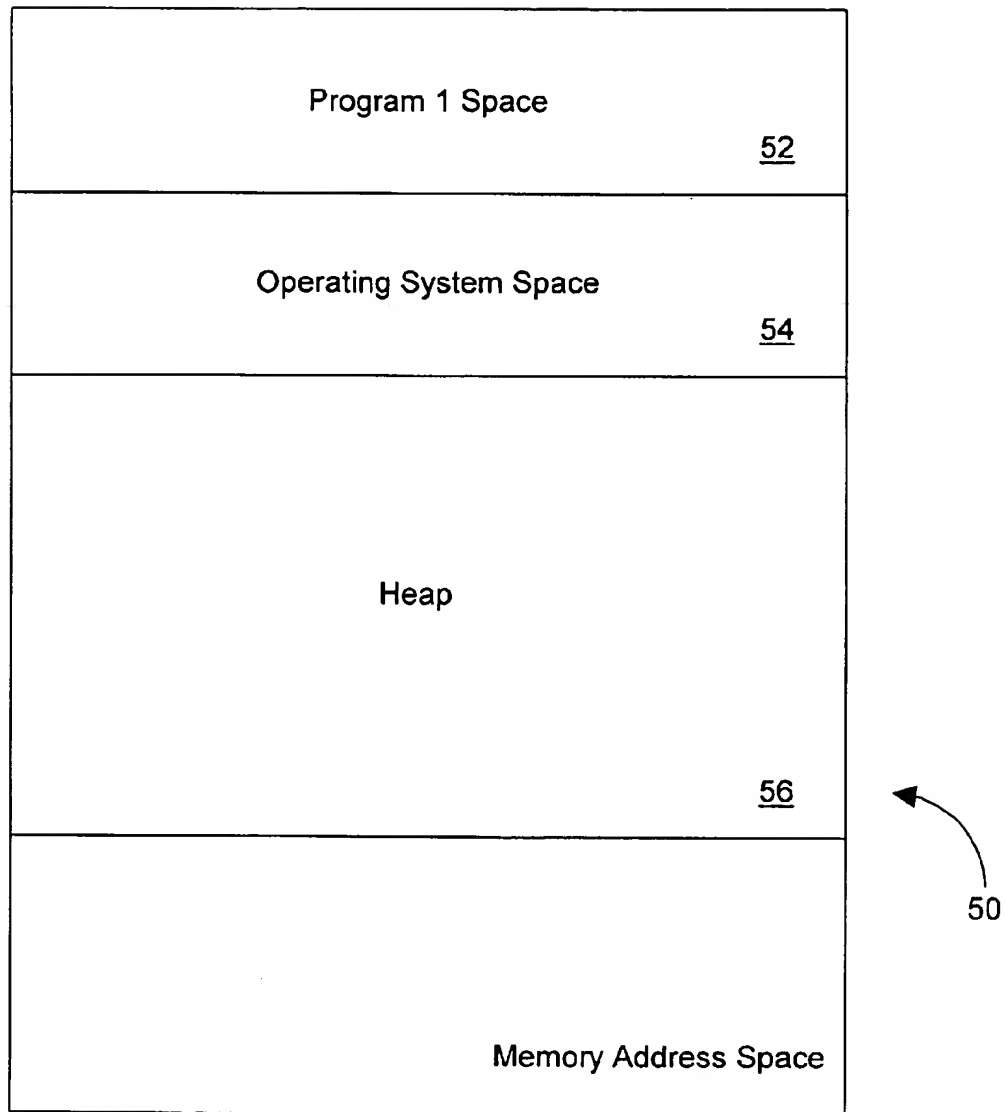 Program 1 Space
52
Operating System Space
54
Heap
56
50
Memory Address Space